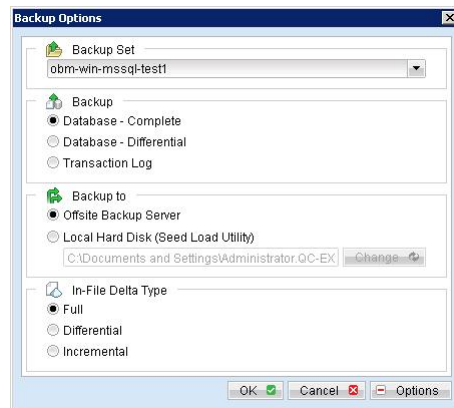 Backup Options
Backup Set
obm-win-mssql-test1
Backup
Database - Complete
Database - Differential
Transaction Log
Backup to
Offsite Backup Server
Local Hard Disk (Seed Load Utility)
C:\Documents and Settings\Administrator.QC-EX
Change
In-File Delta Type
Full
Differential
Incremental
OK Cancel Options